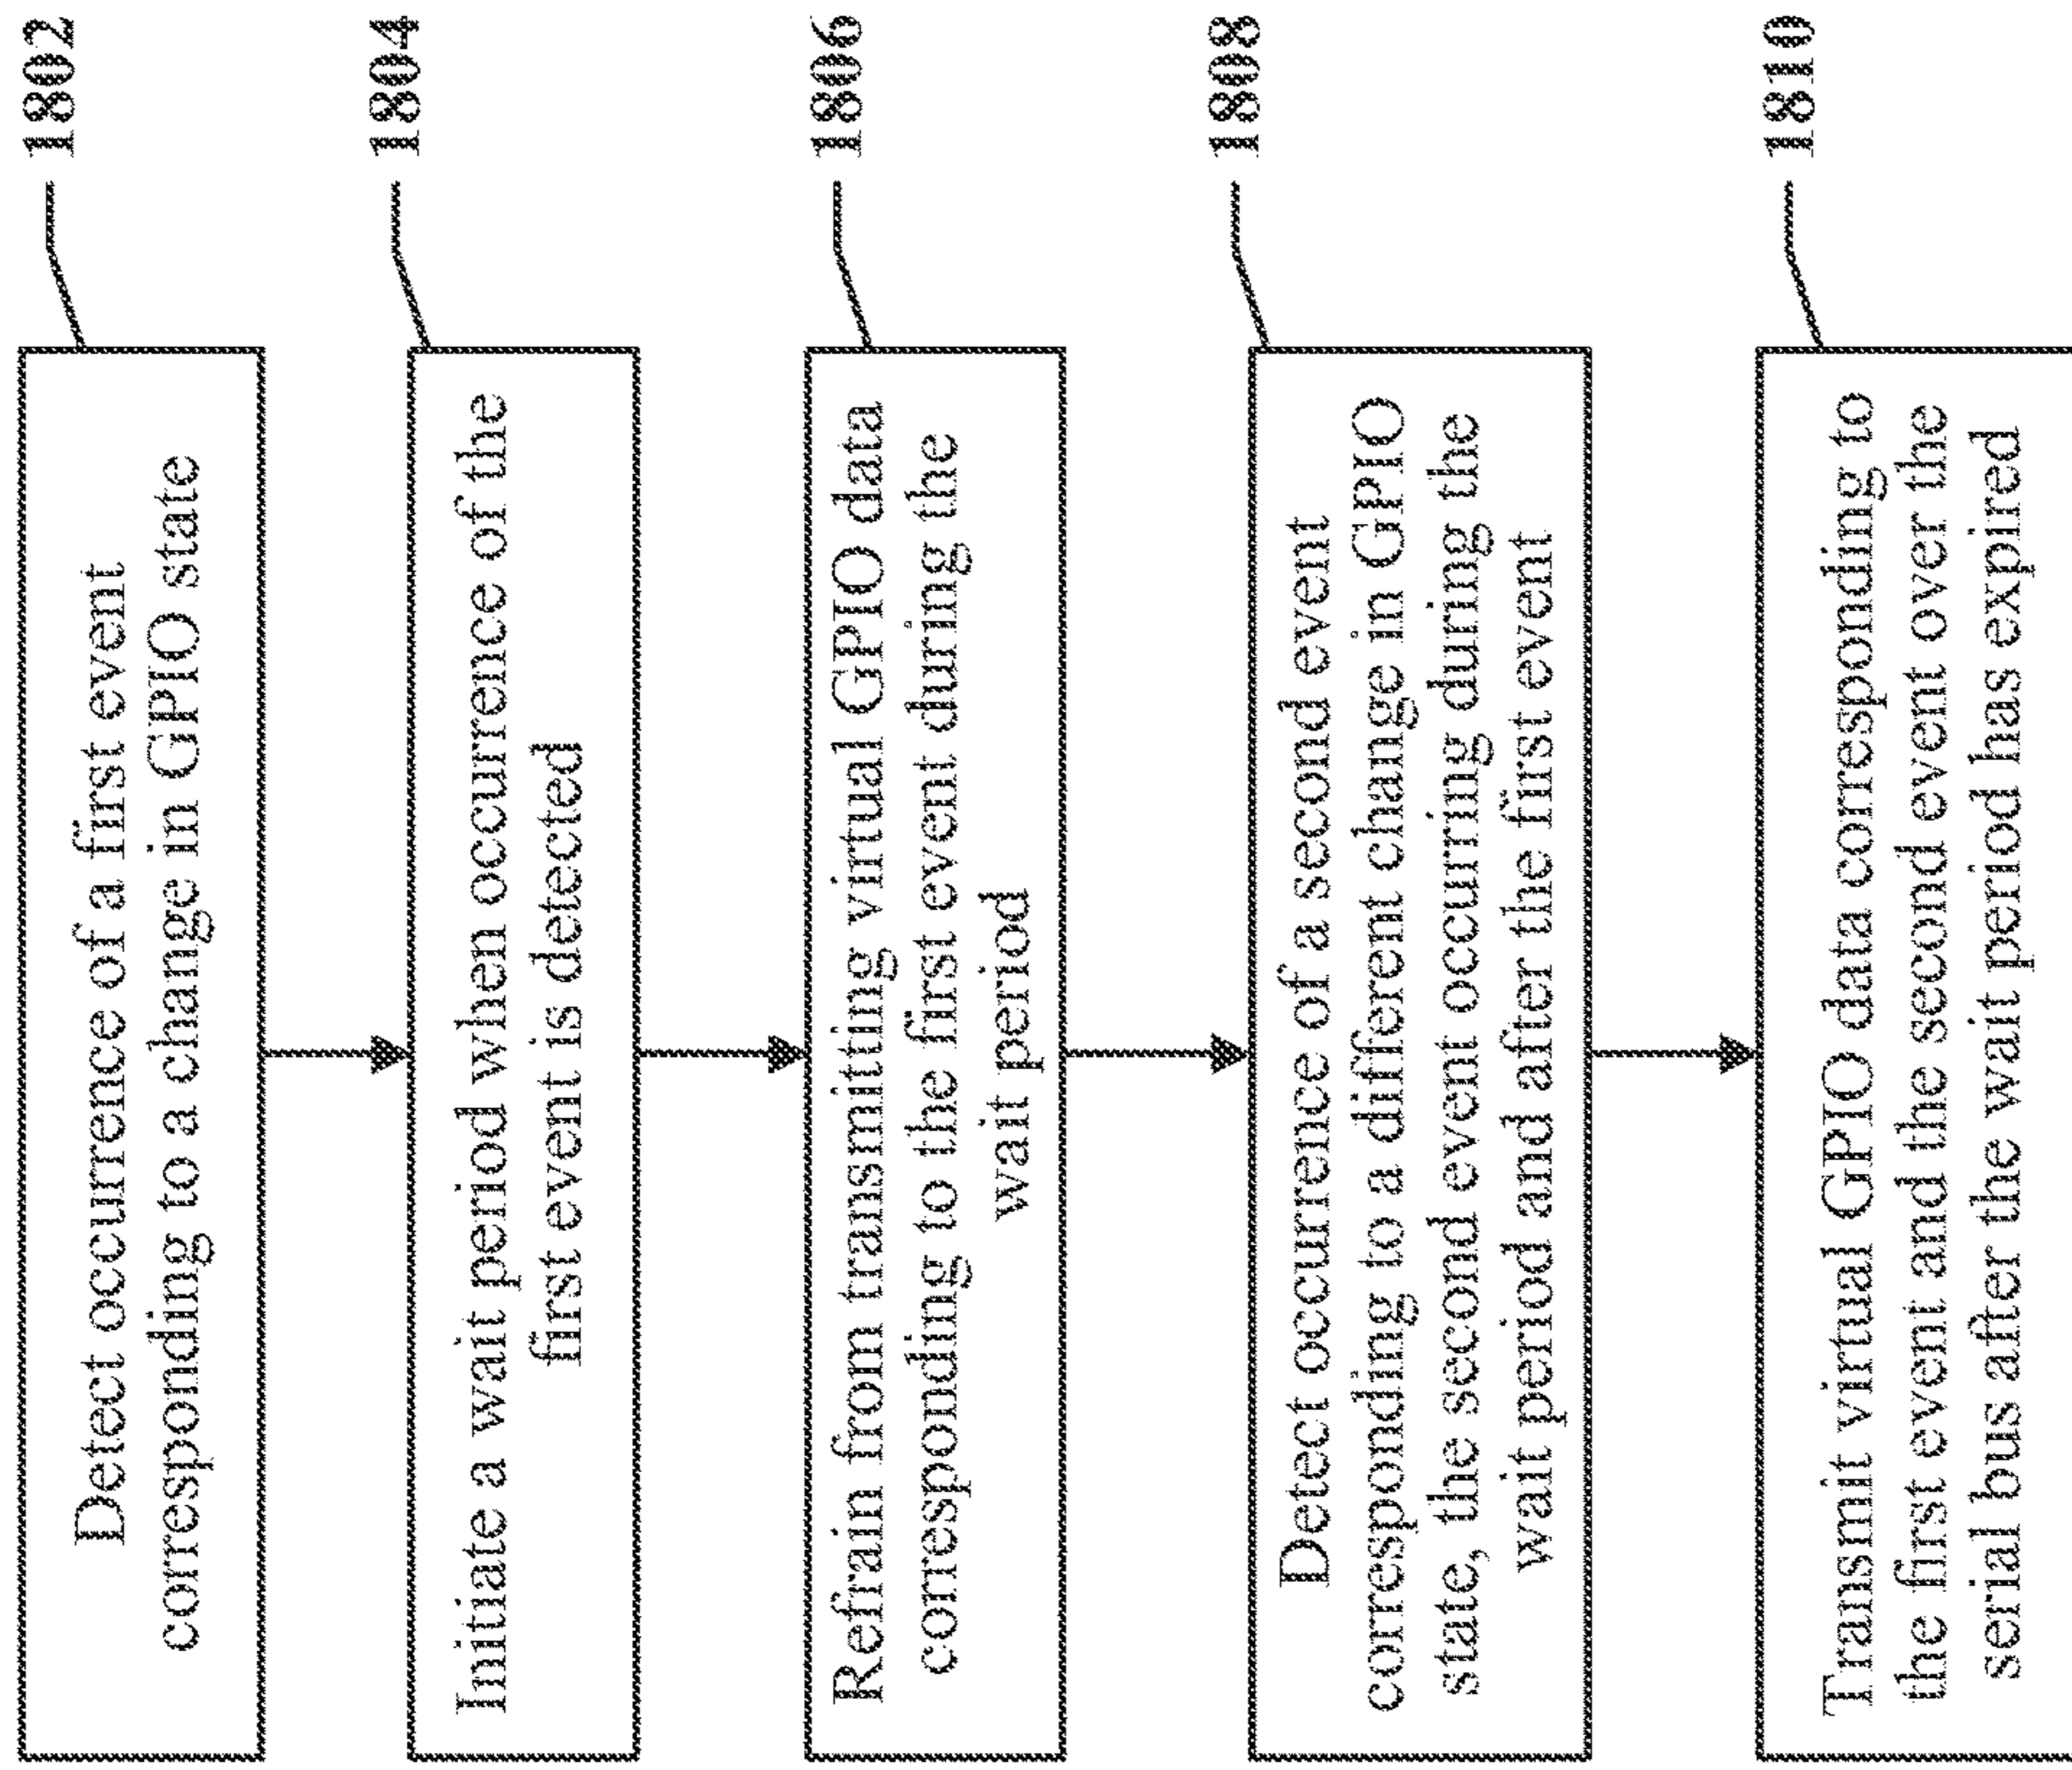 1802
Detect occurrence of a first event
corresponding to a change in GPIO state
1804
Initiate a wait period when occurrence of the
first event is detected
1806
Refrain from transmitting virtual GPIO data
corresponding to the first event during the
wait period
1808
Detect occurrence of a second event
corresponding to a different change in GPIO
state, the second event occurring during the
wait period and after the first event
1810
Transmit virtual GPIO data corresponding to
the first event and the second event over the
serial bus after the wait period has expired